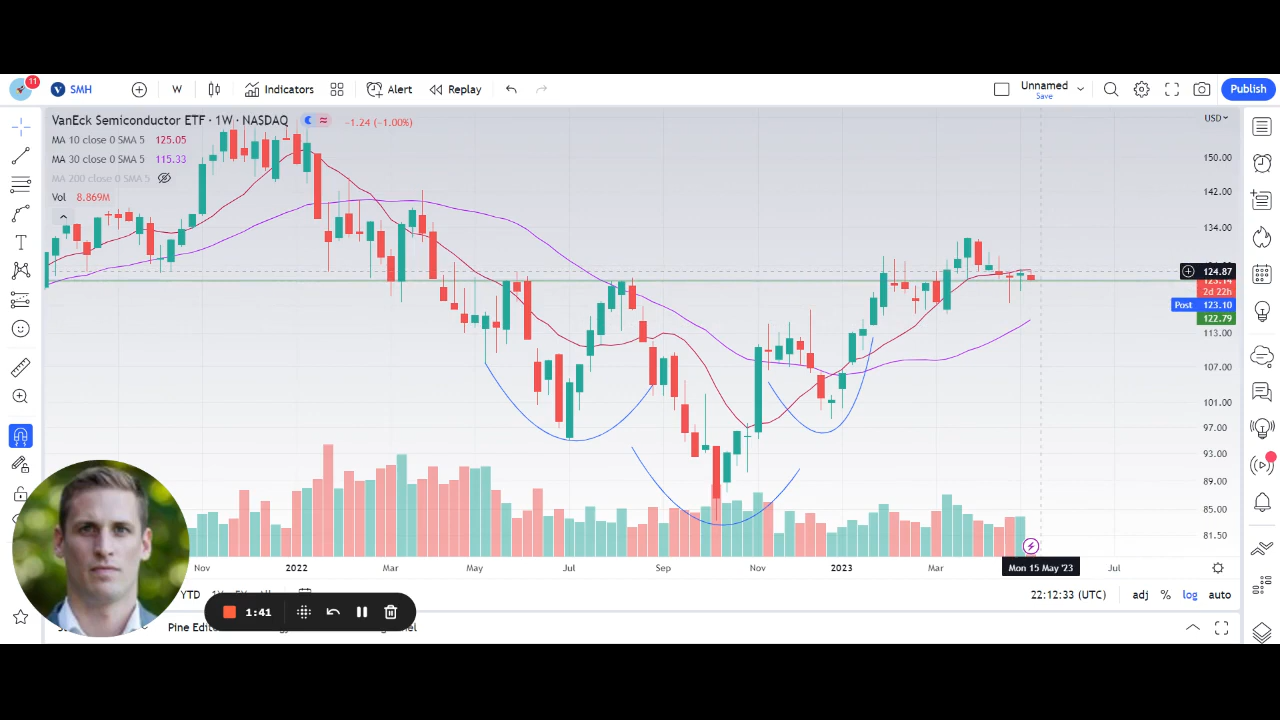 11
SMH
W
Indicators
Alert
Replay
Unnamed
Save
Publish
VanEck Semiconductor ETF · 1W · NASDAQ
−1.24 (−1.00%)
USD
MA 10 close 0 SMA 5 125.05
MA 30 close 0 SMA 5 115.33
MA 200 close 0 SMA 5
Vol 8.869M
150.00
142.00
134.00
124.87
123.14
2d 22h
Post 123.10
122.79
113.00
107.00
101.00
97.00
93.00
89.00
85.00
81.50
Nov
2022
Mar
May
Jul
Sep
Nov
2023
Mar
Mon 15 May '23
Jul
YTD
22:12:33 (UTC)
adj
%
log
auto
1:41